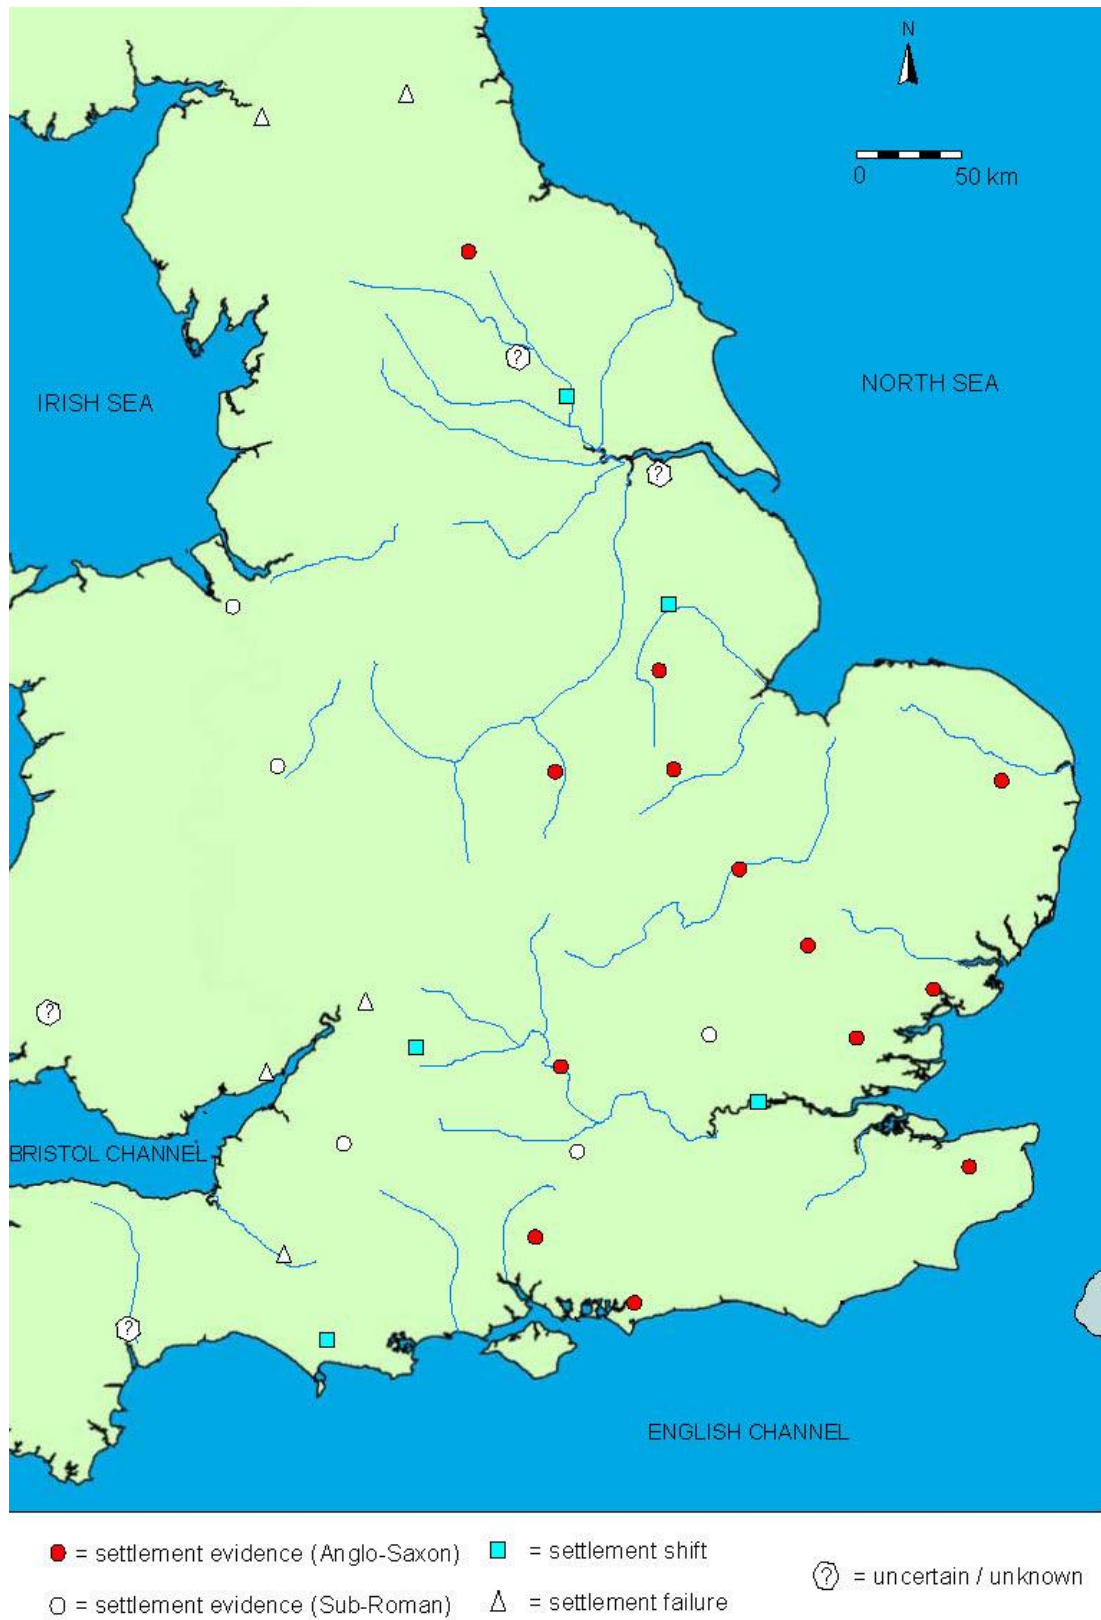 N
0 50 km
IRISH SEA
NORTH SEA
?
?
?
BRISTOL CHANNEL
?
ENGLISH CHANNEL
= settlement evidence (Anglo-Saxon)
= settlement shift
? = uncertain / unknown
= settlement evidence (Sub-Roman)
= settlement failure